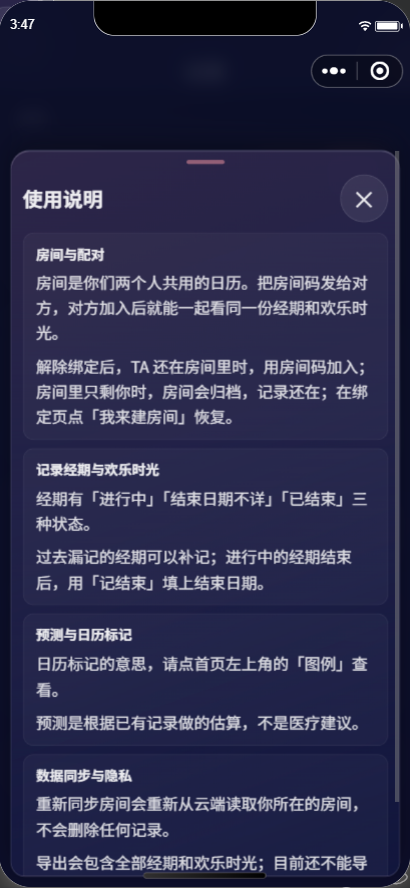 3:47
使用说明
房间与配对
房间是你们两个人共用的日历。把房间码发给对
方，对方加入后就能一起看同一份经期和欢乐时
光。
解除绑定后，TA 还在房间里时，用房间码加入；
房间里只剩你时，房间会归档，记录还在；在绑
定页点「我来建房间」恢复。
记录经期与欢乐时光
经期有「进行中」「结束日期不详」「已结束」三
种状态。
过去漏记的经期可以补记；进行中的经期结束
后，用「记结束」填上结束日期。
预测与日历标记
日历标记的意思，请点首页左上角的「图例」查
看。
预测是根据已有记录做的估算，不是医疗建议。
数据同步与隐私
重新同步房间会重新从云端读取你所在的房间，
不会删除任何记录。
导出会包含全部经期和欢乐时光；目前还不能导